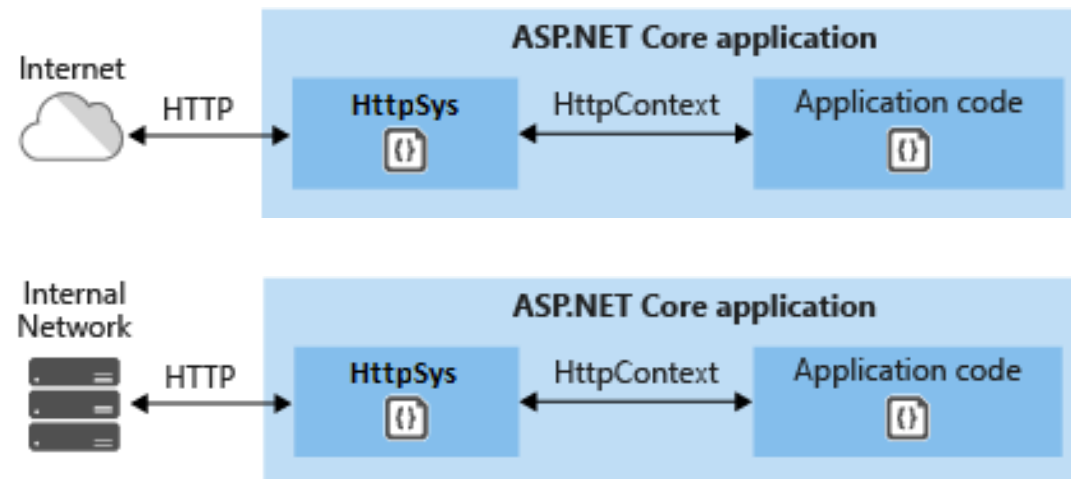 ASP.NET Core application
Internet
HTTP
HttpSys
HttpContext
Application code
{}
{}
Internal
Network
ASP.NET Core application
HTTP
HttpSys
HttpContext
Application code
{}
{}